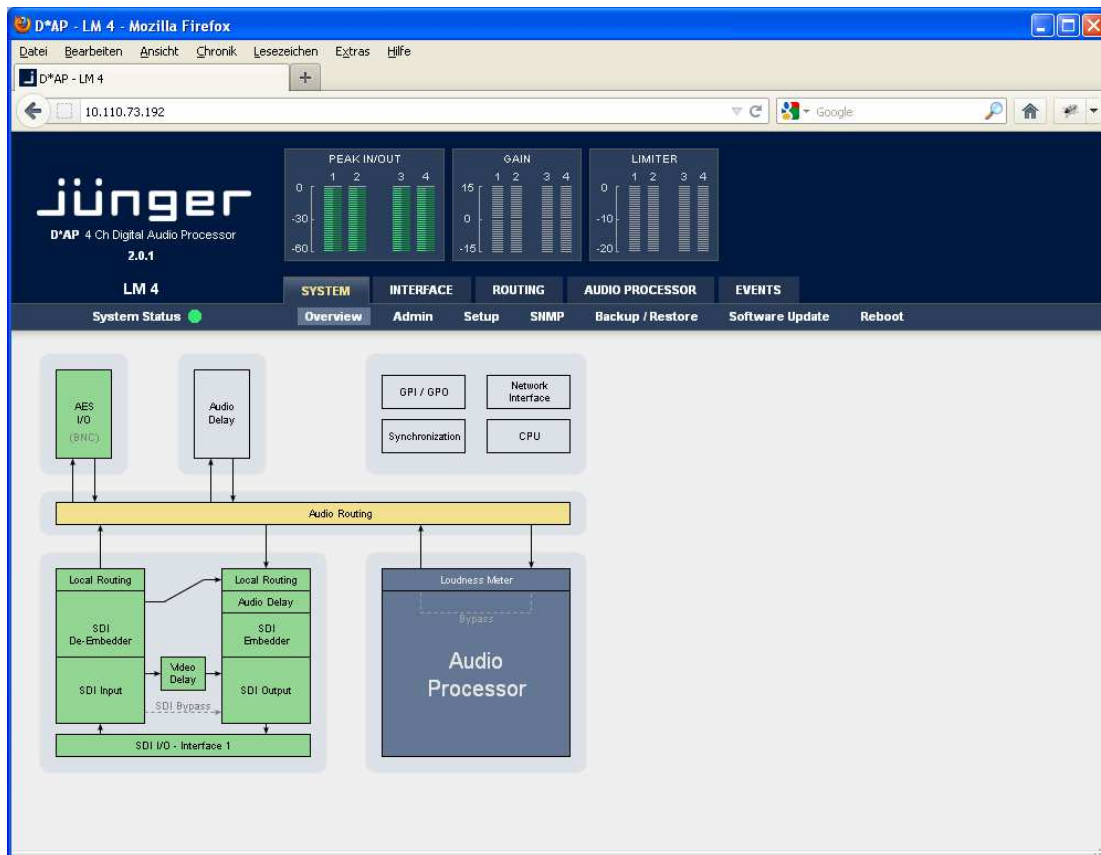 D*AP - LM 4 - Mozilla Firefox
Datei Bearbeiten Ansicht Chronik Lesezeichen Extras Hilfe
D*AP - LM 4
10.110.73.192
Google
jünger
D*AP 4 Ch Digital Audio Processor
2.0.1
PEAK IN/OUT
1 2 3 4
0
-30
-60
GAIN
1 2 3 4
15
0
-15
LIMITER
1 2 3 4
0
-10
-20
LM 4
SYSTEM INTERFACE ROUTING AUDIO PROCESSOR EVENTS
System Status
Overview Admin Setup SNMP Backup / Restore Software Update Reboot
AES
I/O
(BNC)
Audio
Delay
GPI / GPO
Network
Interface
Synchronization
CPU
Audio Routing
Local Routing
SDI
De-Embedder
SDI Input
Video
Delay
SDI Bypass
Local Routing
Audio Delay
SDI
Embedder
SDI Output
SDI I/O - Interface 1
Loudness Meter
Bypass
Audio
Processor